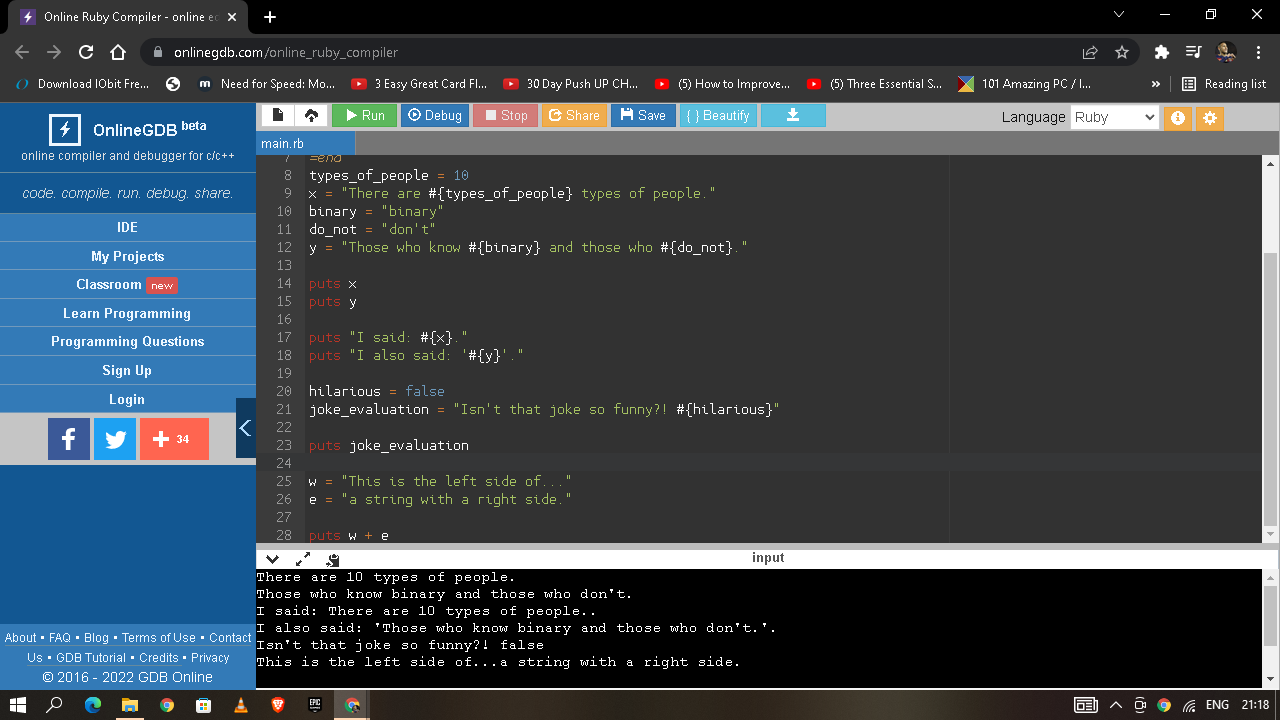 Online Ruby Compiler - online ed
onlinegdb.com/online_ruby_compiler
Download IObit Fre...
Need for Speed: Mo...
3 Easy Great Card Fl...
30 Day Push UP CH...
(5) How to Improve...
(5) Three Essential S...
101 Amazing PC / I...
»
Reading list
OnlineGDB beta
online compiler and debugger for c/c++
code. compile. run. debug. share.
IDE
My Projects
Classroom new
Learn Programming
Programming Questions
Sign Up
Login
34
About • FAQ • Blog • Terms of Use • Contact
Us • GDB Tutorial • Credits • Privacy
© 2016 - 2022 GDB Online
Run Debug Stop Share Save { } Beautify
Language Ruby
main.rb
7 =end
8 types_of_people = 10
9 x = "There are #{types_of_people} types of people."
10 binary = "binary"
11 do_not = "don't"
12 y = "Those who know #{binary} and those who #{do_not}."
13
14 puts x
15 puts y
16
17 puts "I said: #{x}."
18 puts "I also said: '#{y}'."
19
20 hilarious = false
21 joke_evaluation = "Isn't that joke so funny?! #{hilarious}"
22
23 puts joke_evaluation
24
25 w = "This is the left side of..."
26 e = "a string with a right side."
27
28 puts w + e
input
There are 10 types of people.
Those who know binary and those who don't.
I said: There are 10 types of people..
I also said: 'Those who know binary and those who don't.'.
Isn't that joke so funny?! false
This is the left side of...a string with a right side.
EPIC
ENG 21:18